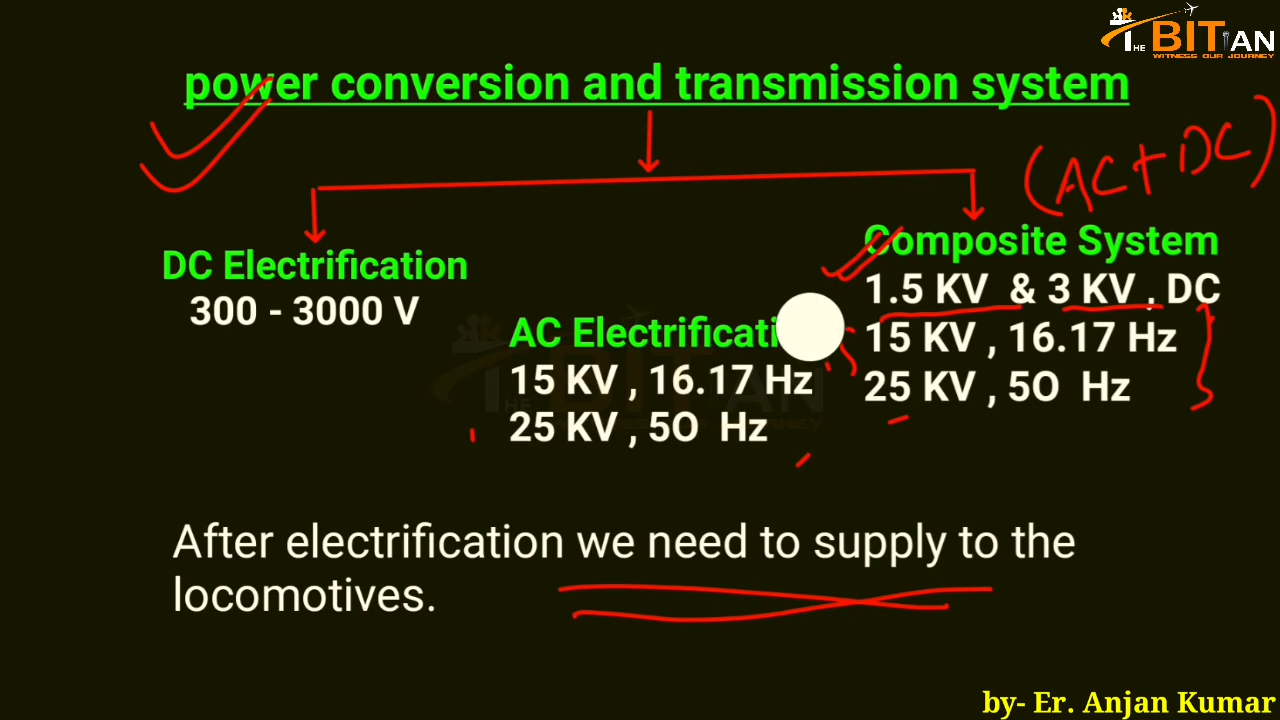 THE BITIAN
WITNESS OUR JOURNEY
power conversion and transmission system
(AC+DC)
DC Electrification
300 - 3000 V
AC Electrificati
15 KV , 16.17 Hz
25 KV , 5O Hz
Composite System
1.5 KV & 3 KV , DC
15 KV , 16.17 Hz
25 KV , 5O Hz
After electrification we need to supply to the
locomotives.
by- Er. Anjan Kumar